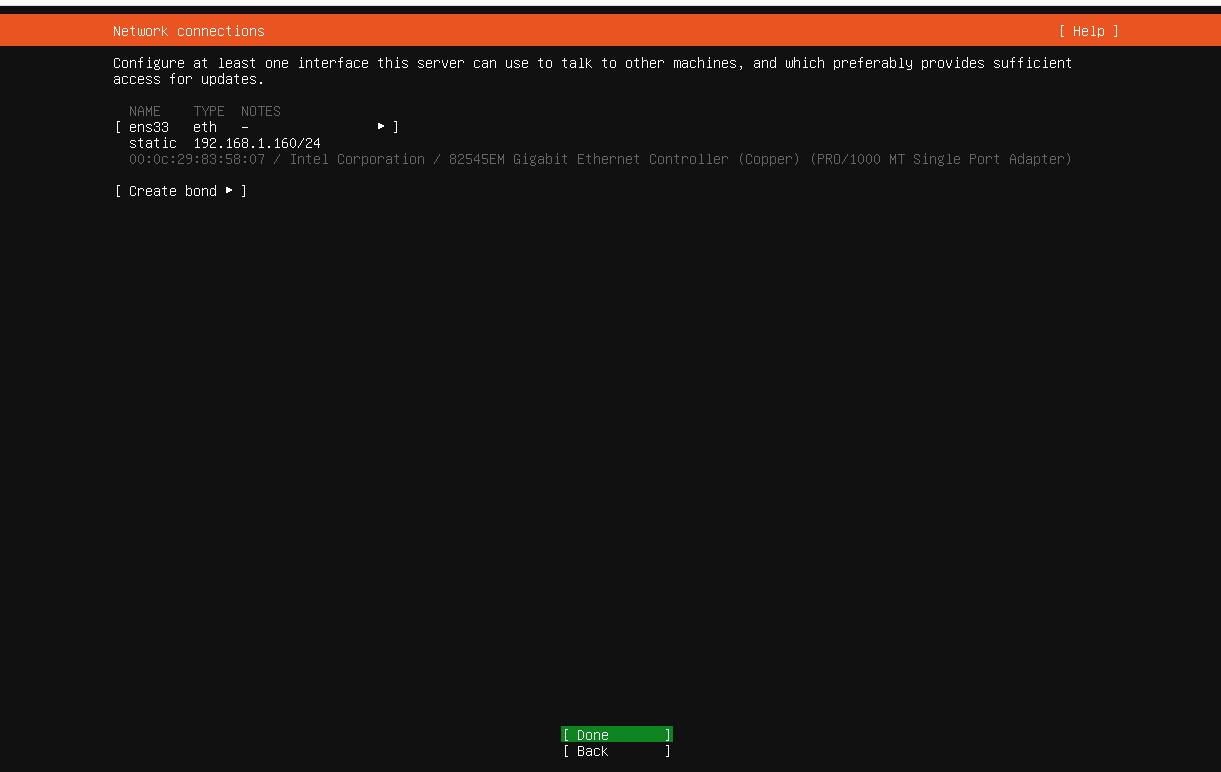 Network connections [ Help ]
Configure at least one interface this server can use to talk to other machines, and which preferably provides sufficient
access for updates.
NAME TYPE NOTES
[ ens33 eth – ▸ ]
static 192.168.1.160/24
00:0c:29:83:58:07 / Intel Corporation / 82545EM Gigabit Ethernet Controller (Copper) (PRO/1000 MT Single Port Adapter)
[ Create bond ▸ ]
[ Done ]
[ Back ]